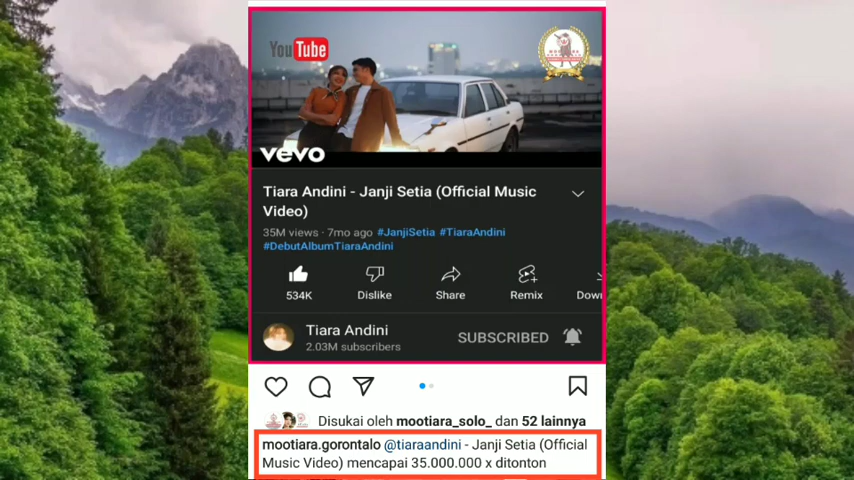 YouTube
vevo
Tiara Andini - Janji Setia (Official Music
Video)
35M views · 7mo ago #JanjiSetia #TiaraAndini
#DebutAlbumTiaraAndini
534K
Dislike
Share
Remix
Down
Tiara Andini
2.03M subscribers
SUBSCRIBED
Disukai oleh mootiara_solo_ dan 52 lainnya
mootiara.gorontalo @tiaraandini - Janji Setia (Official
Music Video) mencapai 35.000.000 x ditonton